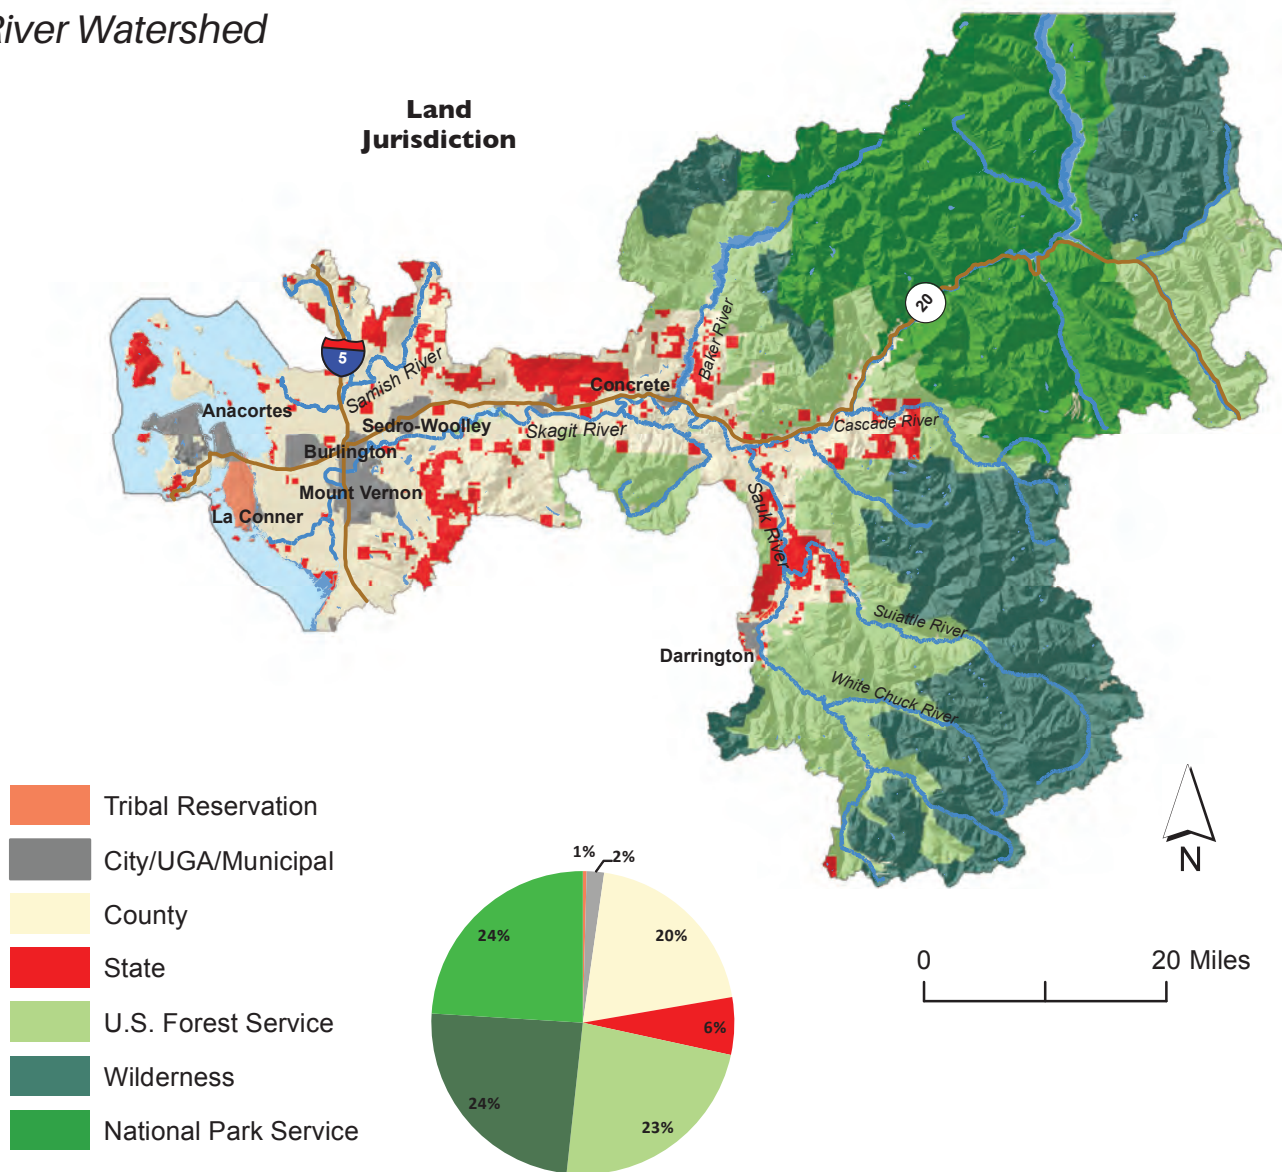 River Watershed
Land
Jurisdiction
20
5
Baker River
Samish River
Concrete
Anacortes
Sedro-Woolley
Skagit River
Cascade River
Burlington
Mount Vernon
La Conner
Sauk River
Suiattle River
Darrington
White Chuck River
N
Tribal Reservation
City/UGA/Municipal
County
State
U.S. Forest Service
Wilderness
National Park Service
1%
2%
24%
20%
6%
24%
23%
0 20 Miles